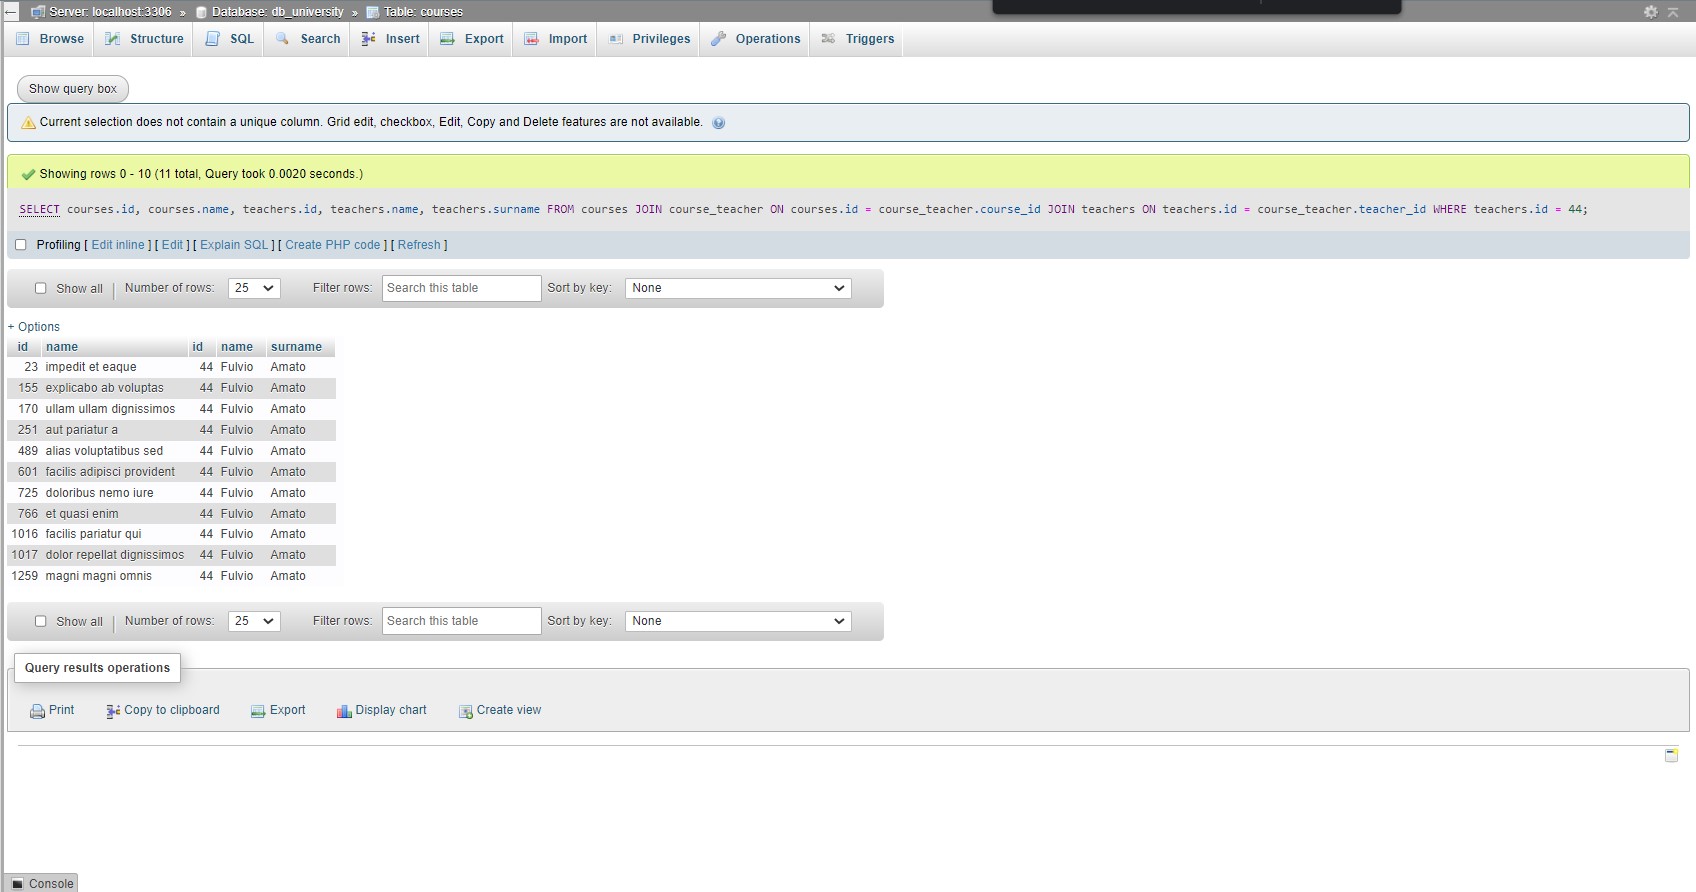 Server: localhost:3306 » Database: db_university » Table: courses
Browse Structure SQL Search Insert Export Import Privileges Operations Triggers
Show query box
Current selection does not contain a unique column. Grid edit, checkbox, Edit, Copy and Delete features are not available.
Showing rows 0 - 10 (11 total, Query took 0.0020 seconds.)
SELECT courses.id, courses.name, teachers.id, teachers.name, teachers.surname FROM courses JOIN course_teacher ON courses.id = course_teacher.course_id JOIN teachers ON teachers.id = course_teacher.teacher_id WHERE teachers.id = 44;
Profiling [ Edit inline ] [ Edit ] [ Explain SQL ] [ Create PHP code ] [ Refresh ]
Show all | Number of rows: 25 Filter rows: Search this table Sort by key: None
+ Options
id name id name surname
23 impedit et eaque 44 Fulvio Amato
155 explicabo ab voluptas 44 Fulvio Amato
170 ullam ullam dignissimos 44 Fulvio Amato
251 aut pariatur a 44 Fulvio Amato
489 alias voluptatibus sed 44 Fulvio Amato
601 facilis adipisci provident 44 Fulvio Amato
725 doloribus nemo iure 44 Fulvio Amato
766 et quasi enim 44 Fulvio Amato
1016 facilis pariatur qui 44 Fulvio Amato
1017 dolor repellat dignissimos 44 Fulvio Amato
1259 magni magni omnis 44 Fulvio Amato
Show all | Number of rows: 25 Filter rows: Search this table Sort by key: None
Query results operations
Print Copy to clipboard Export Display chart Create view
Console